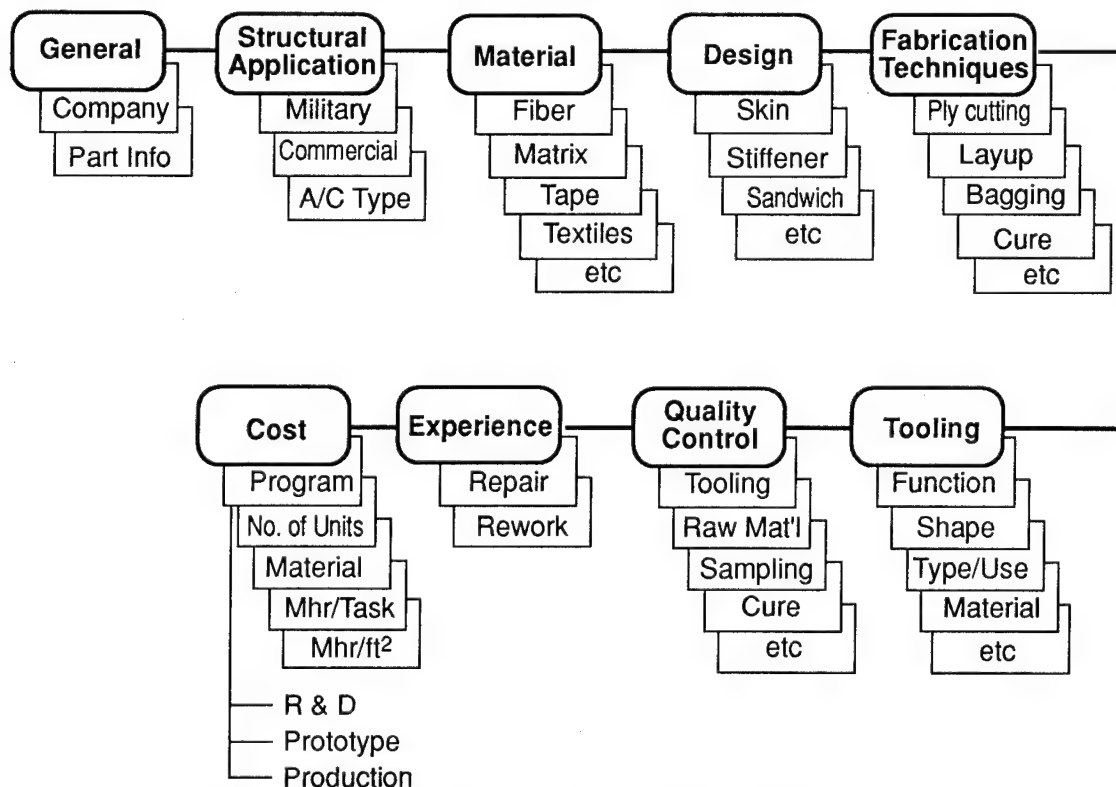 General
Company
Part Info
Structural
Application
Military
Commercial
A/C Type
Material
Fiber
Matrix
Tape
Textiles
etc
Design
Skin
Stiffener
Sandwich
etc
Fabrication
Techniques
Ply cutting
Layup
Bagging
Cure
etc
Cost
Program
No. of Units
Material
Mhr/Task
Mhr/ft²
R & D
Prototype
Production
Experience
Repair
Rework
Quality
Control
Tooling
Raw Mat'l
Sampling
Cure
etc
Tooling
Function
Shape
Type/Use
Material
etc